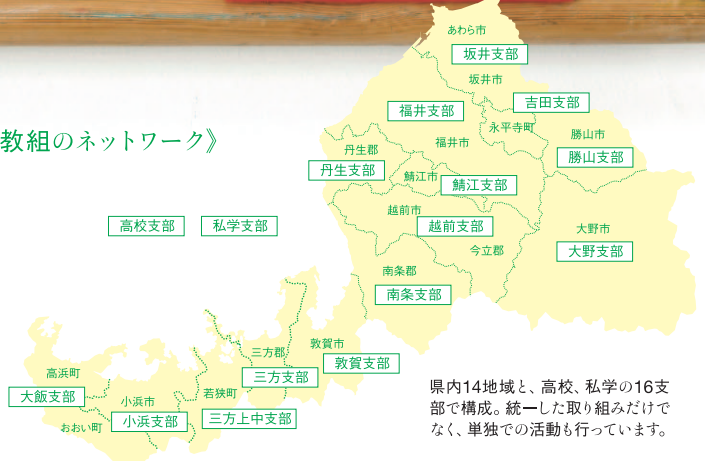 教組のネットワーク》
あわら市
坂井支部
坂井市
吉田支部
福井支部
永平寺町
福井市
勝山市
勝山支部
丹生郡
丹生支部
鯖江市
鯖江支部
越前市
越前支部
今立郡
大野市
大野支部
高校支部
私学支部
南条郡
南条支部
敦賀市
敦賀支部
三方郡
三方支部
若狭町
三方上中支部
高浜町
大飯支部
小浜市
小浜支部
おおい町
県内14地域と、高校、私学の16支
部で構成。統一した取り組みだけで
なく、単独での活動も行っています。